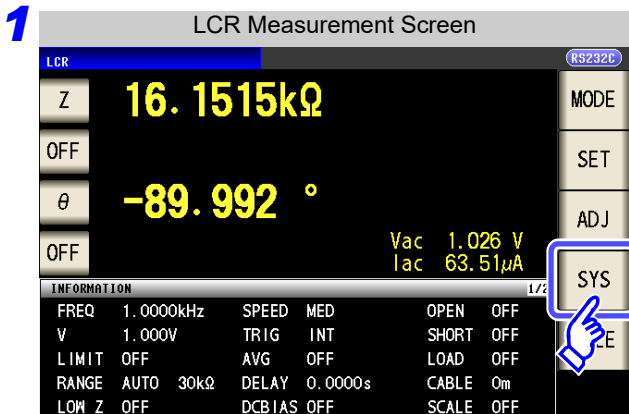 1
LCR Measurement Screen
LCR
RS232C
Z 16.1515kΩ
OFF
θ -89.992 °
OFF
Vac 1.026 V
Iac 63.51μA
MODE
SET
ADJ
SYS
INFORMATION 1/2
FREQ 1.0000kHz SPEED MED OPEN OFF
V 1.000V TRIG INT SHORT OFF
LIMIT OFF AVG OFF LOAD OFF
RANGE AUTO 30kΩ DELAY 0.0000s CABLE 0m
LOW Z OFF DCBIAS OFF SCALE OFF